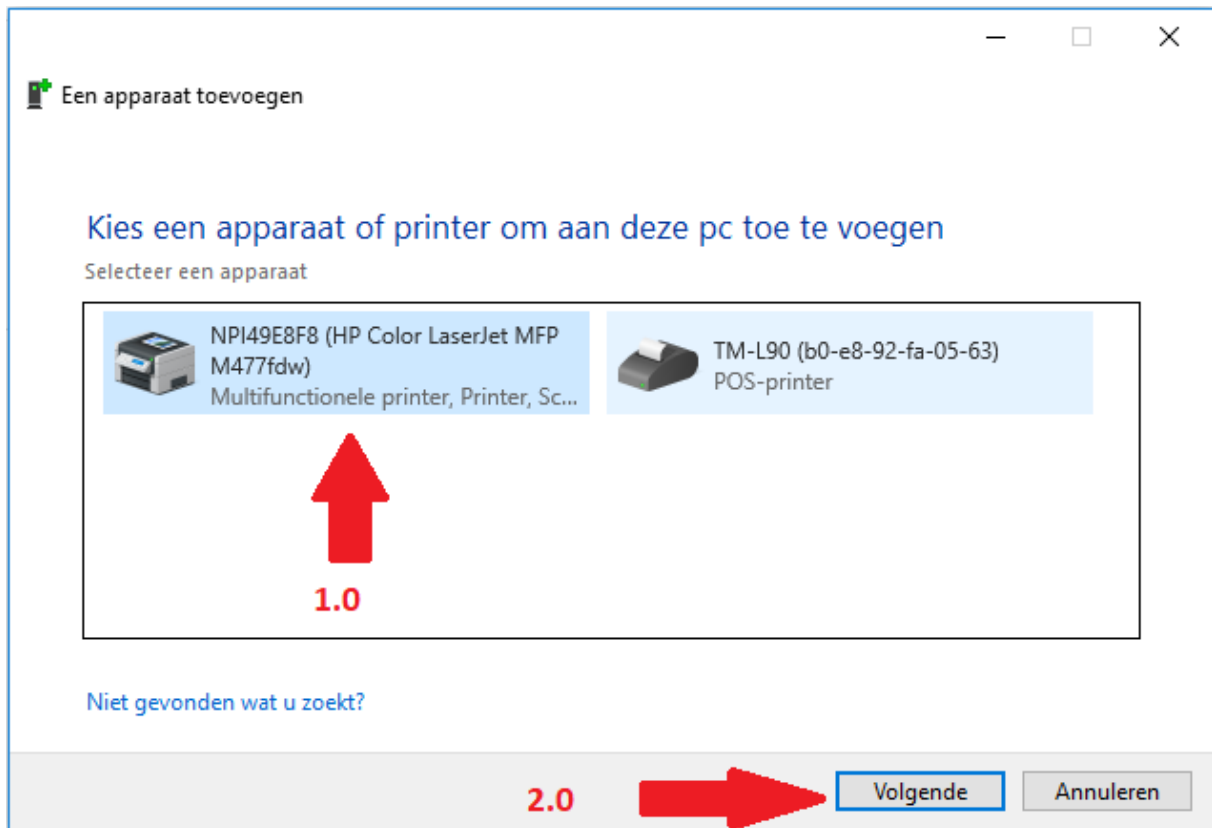 Een apparaat toevoegen
Kies een apparaat of printer om aan deze pc toe te voegen
Selecteer een apparaat
NPI49E8F8 (HP Color LaserJet MFP
M477fdw)
Multifunctionele printer, Printer, Sc...
TM-L90 (b0-e8-92-fa-05-63)
POS-printer
1.0
Niet gevonden wat u zoekt?
2.0
Volgende
Annuleren